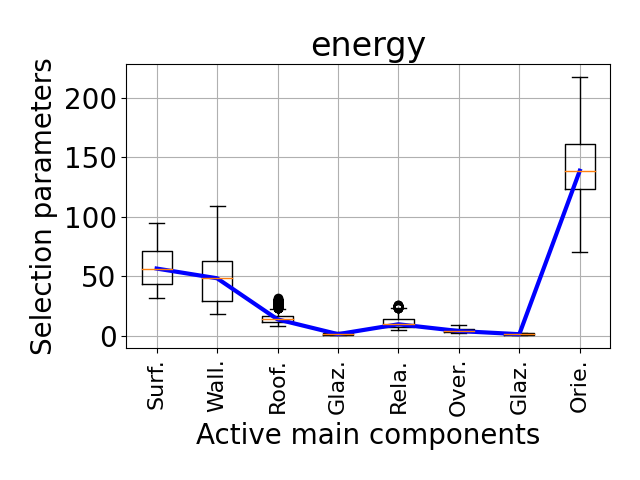 energy
Selection parameters
200
150
100
50
0
Surf.
Wall.
Roof.
Glaz.
Rela.
Over.
Glaz.
Orie.
Active main components